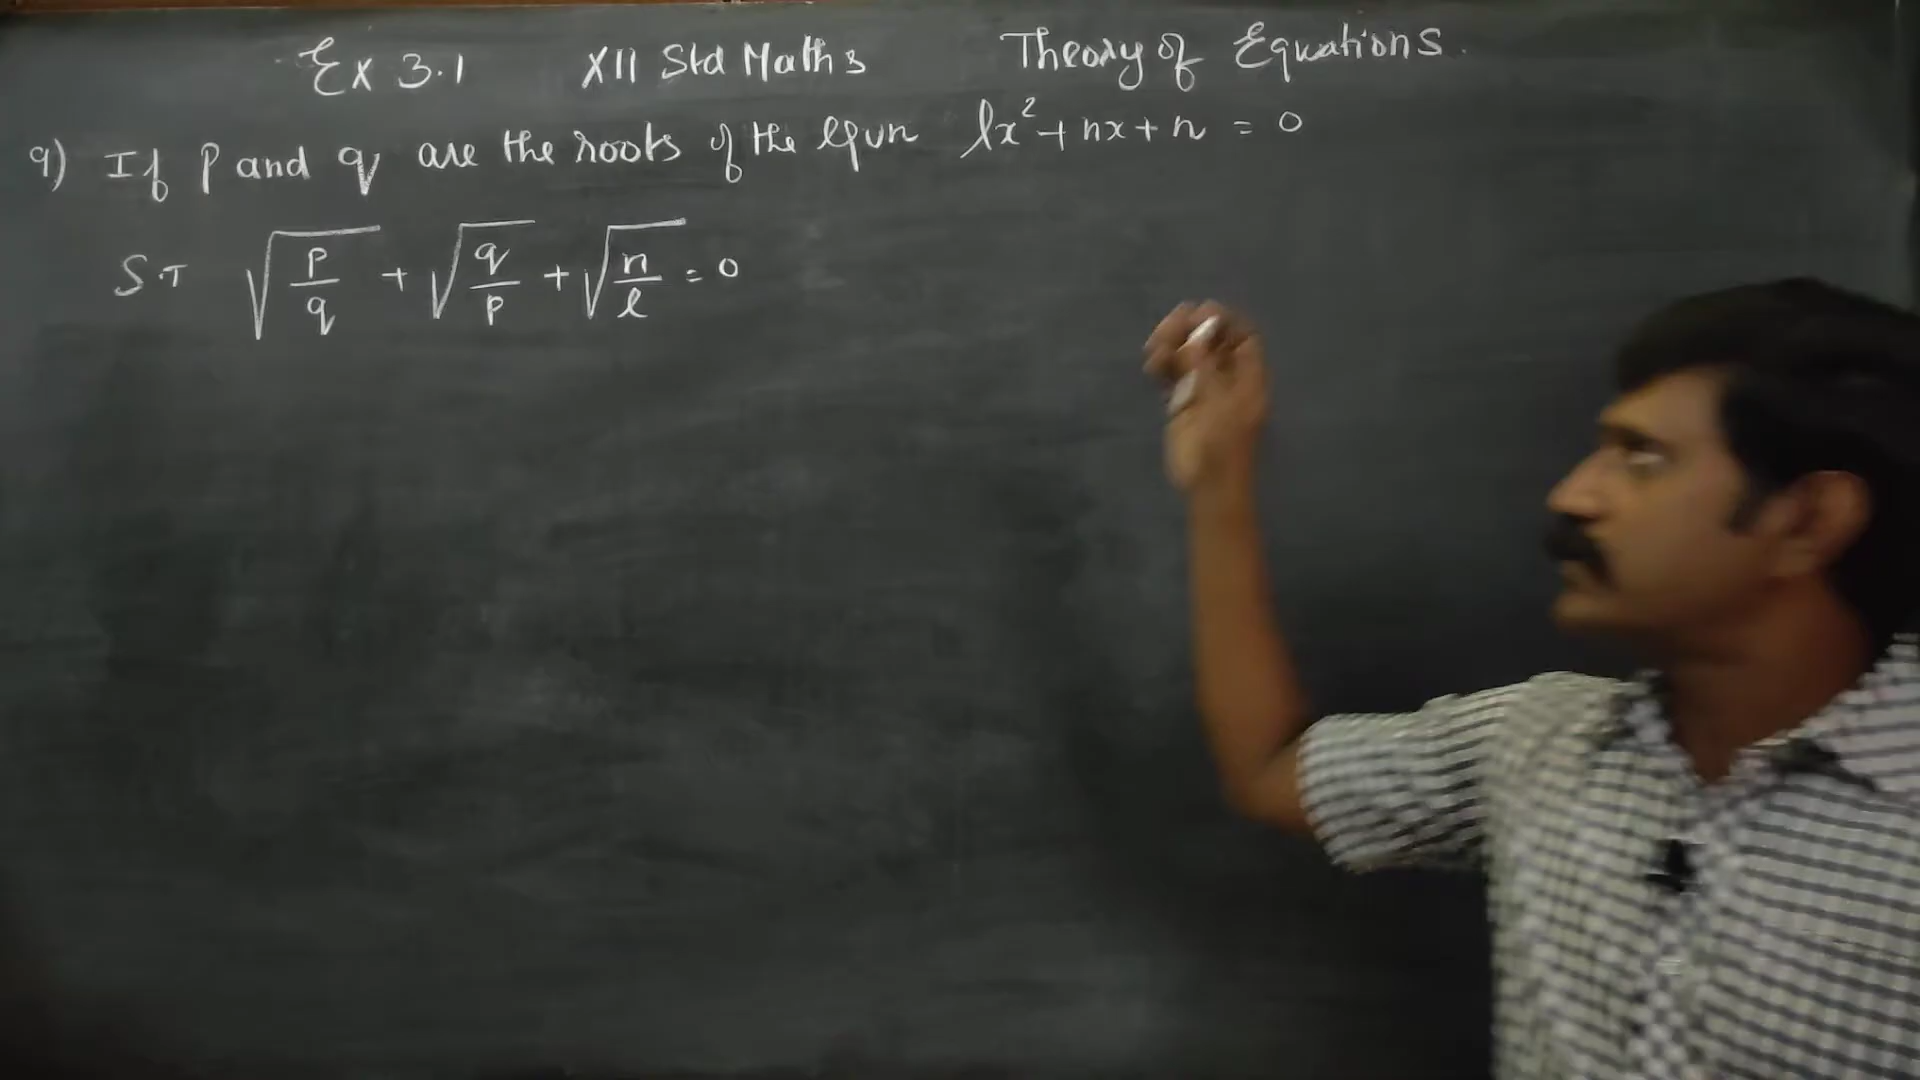 Ex 3.1 XII Std Maths Theory of Equations.
9) If p and q are the roots of the Equn lx²+nx+n = 0
S.T √(p/q) + √(q/p) + √(n/l) = 0